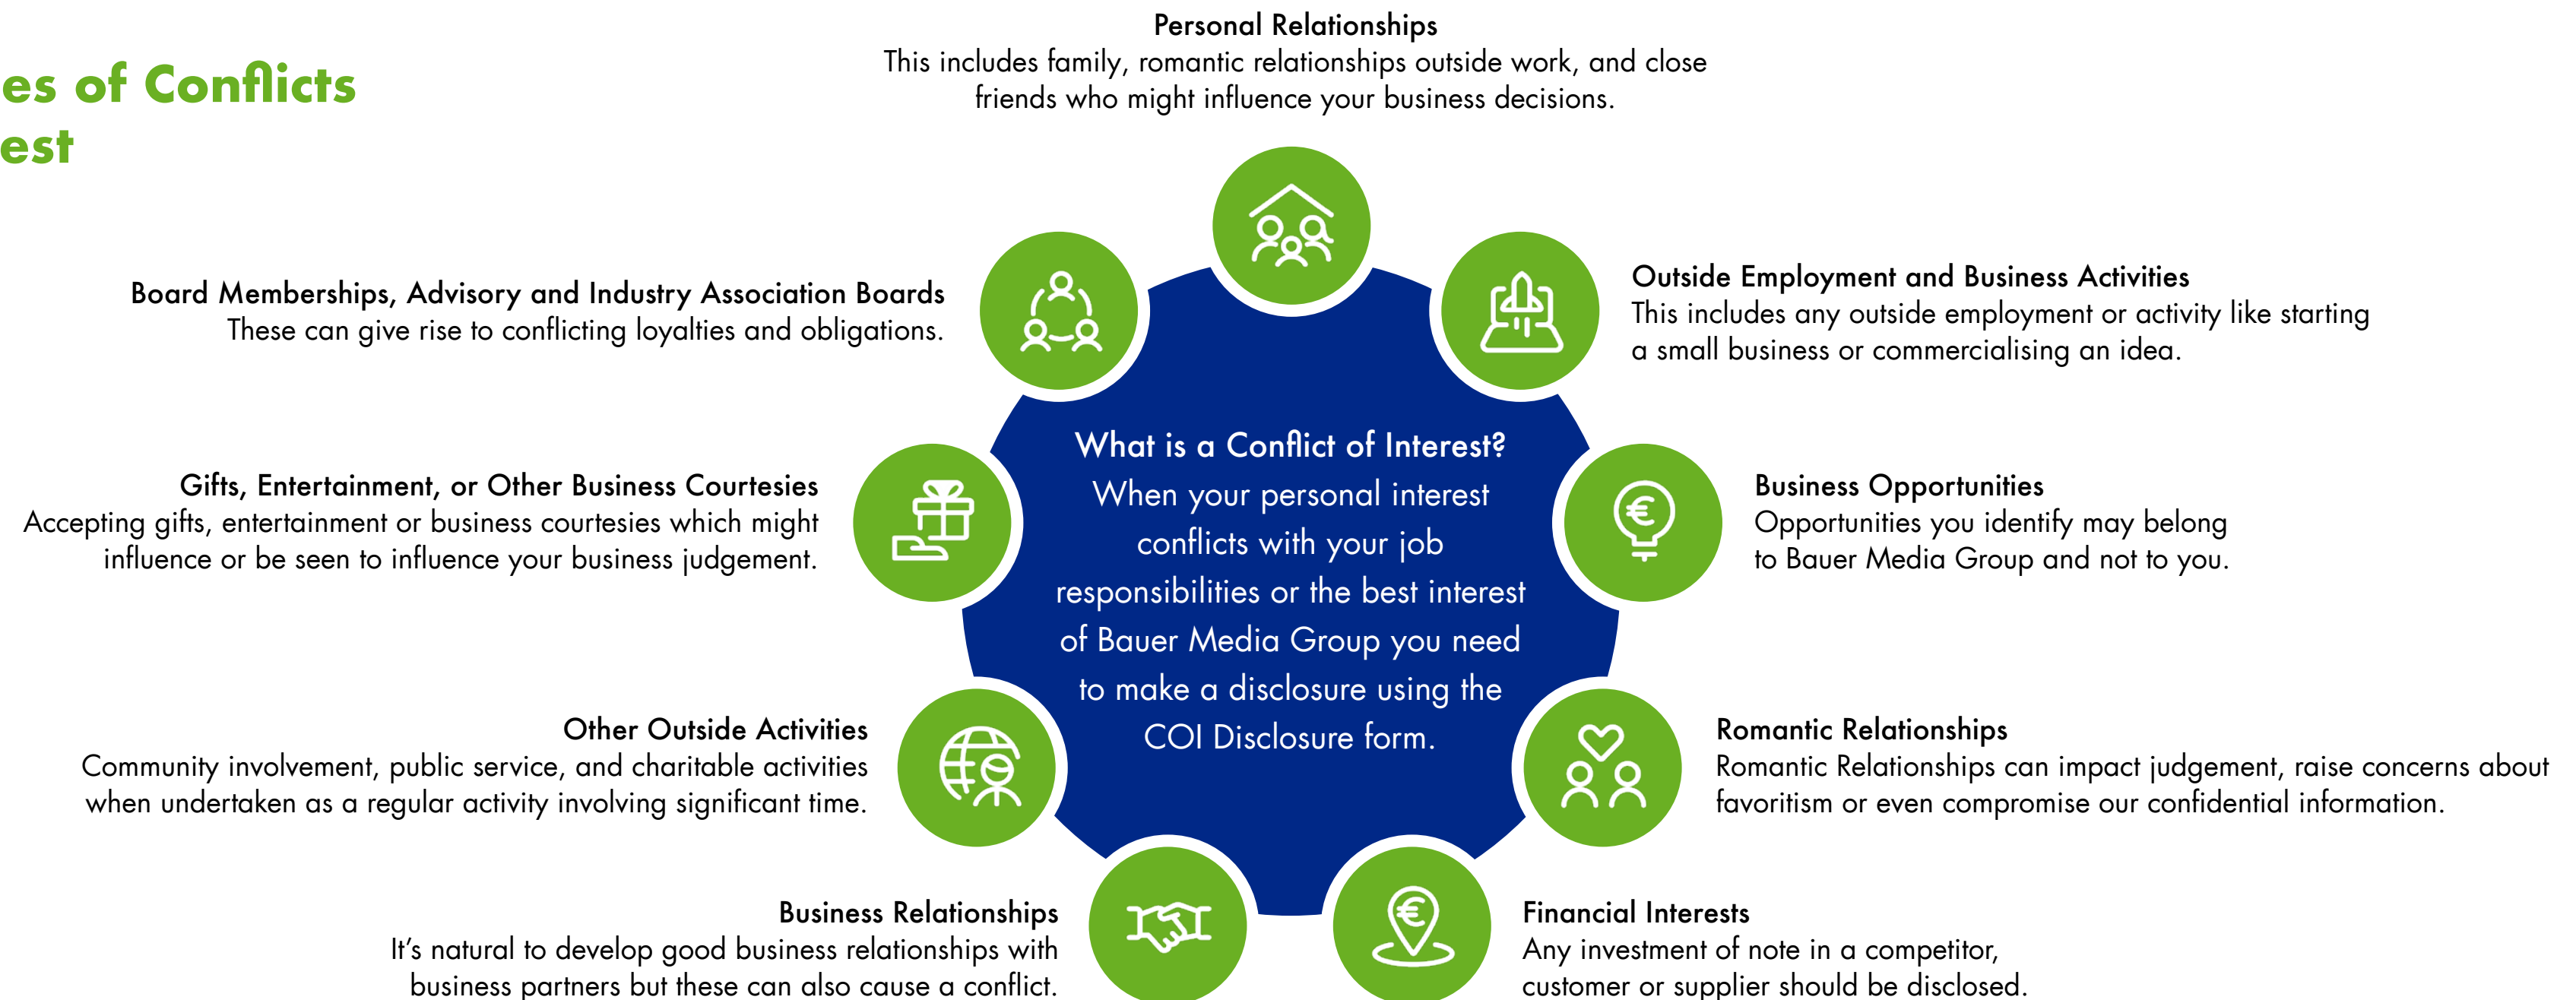 es of Conflicts
est
Personal Relationships
This includes family, romantic relationships outside work, and close
friends who might influence your business decisions.
Board Memberships, Advisory and Industry Association Boards
These can give rise to conflicting loyalties and obligations.
Outside Employment and Business Activities
This includes any outside employment or activity like starting
a small business or commercialising an idea.
Gifts, Entertainment, or Other Business Courtesies
Accepting gifts, entertainment or business courtesies which might
influence or be seen to influence your business judgement.
What is a Conflict of Interest?
When your personal interest
conflicts with your job
responsibilities or the best interest
of Bauer Media Group you need
to make a disclosure using the
COI Disclosure form.
Business Opportunities
Opportunities you identify may belong
to Bauer Media Group and not to you.
Other Outside Activities
Community involvement, public service, and charitable activities
when undertaken as a regular activity involving significant time.
Romantic Relationships
Romantic Relationships can impact judgement, raise concerns about
favoritism or even compromise our confidential information.
Business Relationships
It's natural to develop good business relationships with
business partners but these can also cause a conflict.
Financial Interests
Any investment of note in a competitor,
customer or supplier should be disclosed.